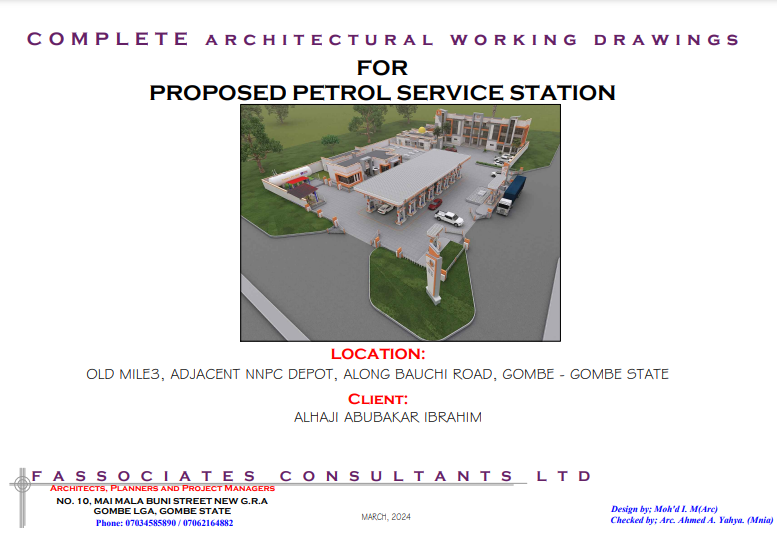 COMPLETE ARCHITECTURAL WORKING DRAWINGS
FOR
PROPOSED PETROL SERVICE STATION
LOCATION:
OLD MILE3, ADJACENT NNPC DEPOT, ALONG BAUCHI ROAD, GOMBE - GOMBE STATE
CLIENT:
ALHAJI ABUBAKAR IBRAHIM
FASSOCIATES CONSULTANTS LTD
ARCHITECTS, PLANNERS AND PROJECT MANAGERS
NO. 10, MAI MALA BUNI STREET NEW G.R.A
GOMBE LGA, GOMBE STATE
Phone: 07034585890 / 07062164882
MARCH, 2024
Design by; Moh'd I. M(Arc)
Checked by; Arc. Ahmed A. Yahya. (Mnia)